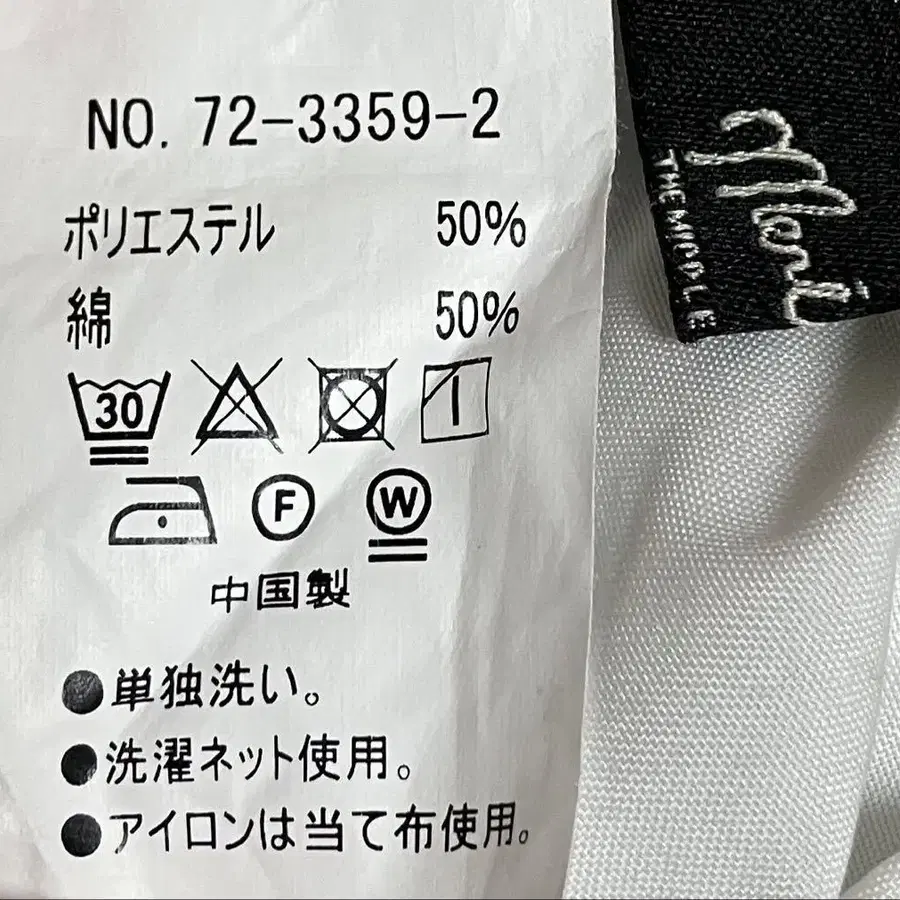 NO. 72-3359-2
ポリエステル 50%
綿 50%
30
F W
中国製
●単独洗い。
●洗濯ネット使用。
●アイロンは当て布使用。
THE MIDDLE